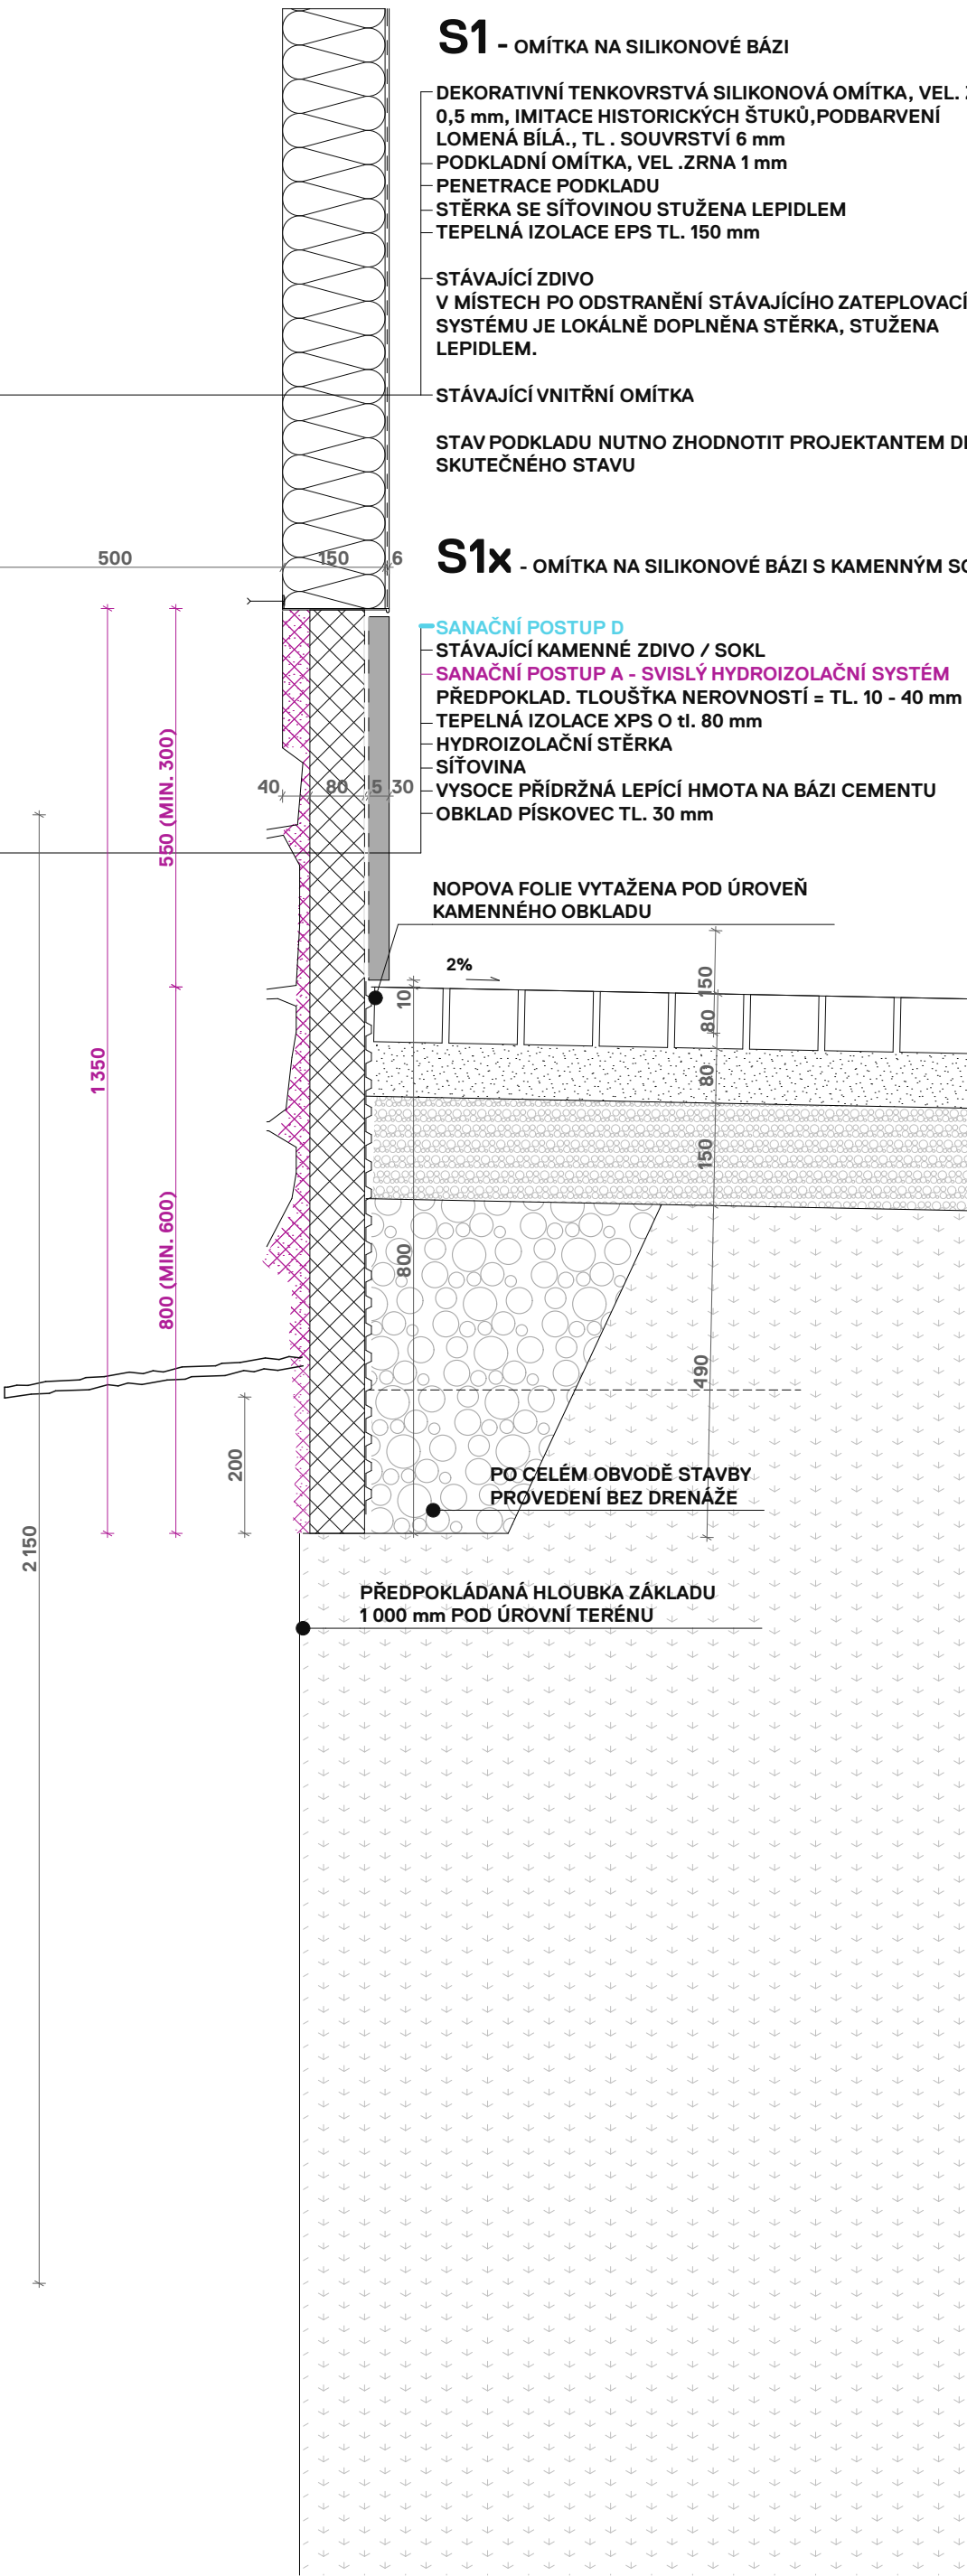 S1 - OMÍTKA NA SILIKONOVÉ BÁZI
DEKORATIVNÍ TENKOVRSTVÁ SILIKONOVÁ OMÍTKA, VEL.
0,5 mm, IMITACE HISTORICKÝCH ŠTUKŮ,PODBARVENÍ
LOMENÁ BÍLÁ., TL . SOUVRSTVÍ 6 mm
PODKLADNÍ OMÍTKA, VEL .ZRNA 1 mm
PENETRACE PODKLADU
STĚRKA SE SÍŤOVINOU STUŽENA LEPIDLEM
TEPELNÁ IZOLACE EPS TL. 150 mm
STÁVAJÍCÍ ZDIVO
V MÍSTECH PO ODSTRANĚNÍ STÁVAJÍCÍHO ZATEPLOVACÍ
SYSTÉMU JE LOKÁLNĚ DOPLNĚNA STĚRKA, STUŽENA
LEPIDLEM.
STÁVAJÍCÍ VNITŘNÍ OMÍTKA
STAV PODKLADU NUTNO ZHODNOTIT PROJEKTANTEM
SKUTEČNÉHO STAVU
500
150
6
S1x - OMÍTKA NA SILIKONOVÉ BÁZI S KAMENNÝM
SANAČNÍ POSTUP D
STÁVAJÍCÍ KAMENNÉ ZDIVO / SOKL
SANAČNÍ POSTUP A - SVISLÝ HYDROIZOLAČNÍ SYSTÉM
PŘEDPOKLAD. TLOUŠŤKA NEROVNOSTÍ = TL. 10 - 40 mm
TEPELNÁ IZOLACE XPS O tl. 80 mm
HYDROIZOLAČNÍ STĚRKA
SÍŤOVINA
VYSOCE PŘÍDRŽNÁ LEPÍCÍ HMOTA NA BÁZI CEMENTU
OBKLAD PÍSKOVEC TL. 30 mm
40
80
5
30
550 (MIN. 300)
NOPOVA FOLIE VYTAŽENA POD ÚROVEŇ
KAMENNÉHO OBKLADU
2%
10
150
80
80
150
1 350
800 (MIN. 600)
800
490
200
PO CELÉM OBVODĚ STAVBY
PROVEDENÍ BEZ DRENÁŽE
2 150
PŘEDPOKLÁDANÁ HLOUBKA ZÁKLADU
1 000 mm POD ÚROVNÍ TERÉNU